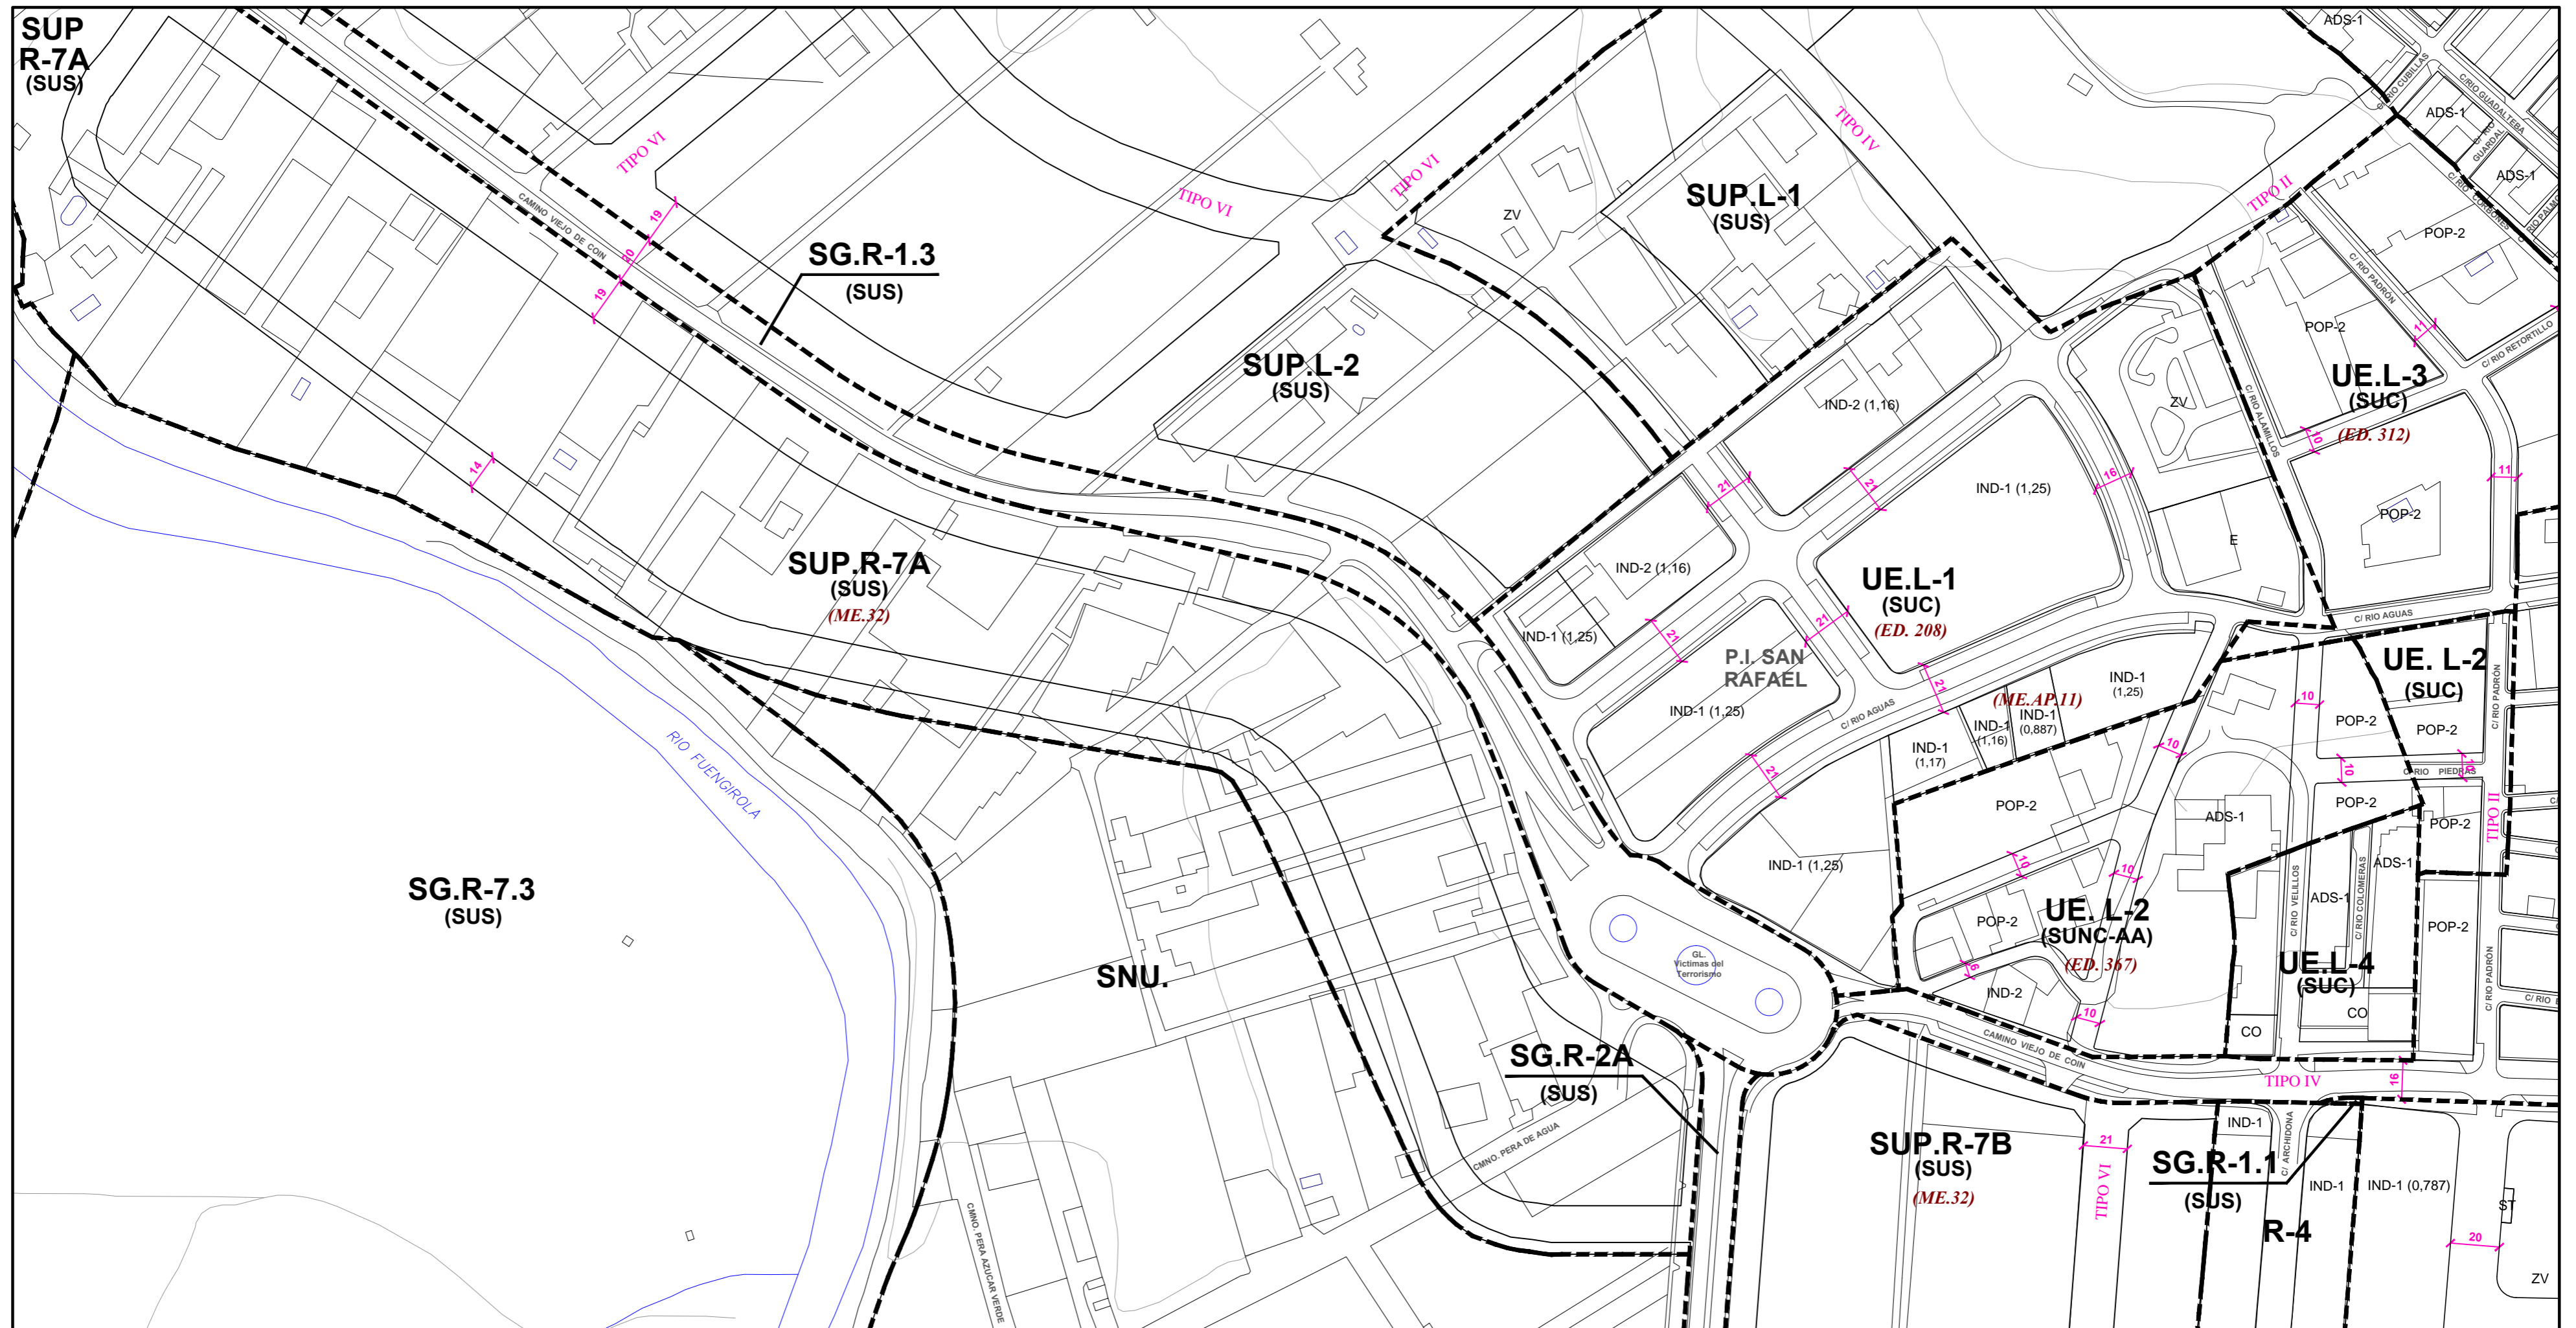 SUP
R-7A
(SUS)
ADS-1
C/ RIO CUBILLAS
C/RIO GUADALTEBA
ADS-1
C/ RIO
GUARDAL
ADS-1
C/ RIO CORBONES
TIPO VI
TIPO VI
TIPO VI
TIPO IV
TIPO II
CAMINO VIEJO DE COIN
19
20
19
SG.R-1.3
(SUS)
ZV
SUP.L-1
(SUS)
POP-2
C/ RIO PADRÓN
POP-2
11
C/ RIO RETORTILLO
SUP.L-2
(SUS)
IND-2 (1,16)
ZV
C/ RIO ALAMILLOS
UE.L-3
(SUC)
(ED. 312)
10
14
21
21
IND-1 (1,25)
16
11
POP-2
E
SUP.R-7A
(SUS)
(ME.32)
IND-2 (1,16)
UE.L-1
(SUC)
(ED. 208)
IND-1 (1,25)
21
21
C/ RIO AGUAS
P.I. SAN
RAFAEL
IND-1 (1,25)
21
C/ RIO AGUAS
(ME.AP.11)
IND-1
(1,25)
IND-1
(0,887)
IND-1
(1,16)
IND-1
(1,17)
UE. L-2
(SUC)
C/ RIO PADRÓN
10
POP-2
POP-2
10
21
10
10
C/RIO PIEDRAS
RIO FUENGIROLA
POP-2
POP-2
TIPO II
ADS-1
POP-2
IND-1 (1,25)
10
10
ADS-1
C/ RIO VELILLOS
ADS-1
C/RIO COLOMERAS
SG.R-7.3
(SUS)
POP-2
UE. L-2
(SUNC-AA)
(ED. 367)
POP-2
GL.
Victimas del
Terrorismo
6
IND-2
UE.L-4
(SUC)
C/ RIO PADRÓN
SNU.
10
CO
CO
C/ RIO
CAMINO VIEJO DE COIN
SG.R-2A
(SUS)
TIPO IV
16
CMNO. PERA DE AGUA
SUP.R-7B
(SUS)
(ME.32)
21
TIPO VI
IND-1
C/ ARCHIDONA
SG.R-1.1
(SUS)
IND-1
IND-1 (0,787)
ST
R-4
20
ZV
CMNO. PERA AZUCAR VERDE